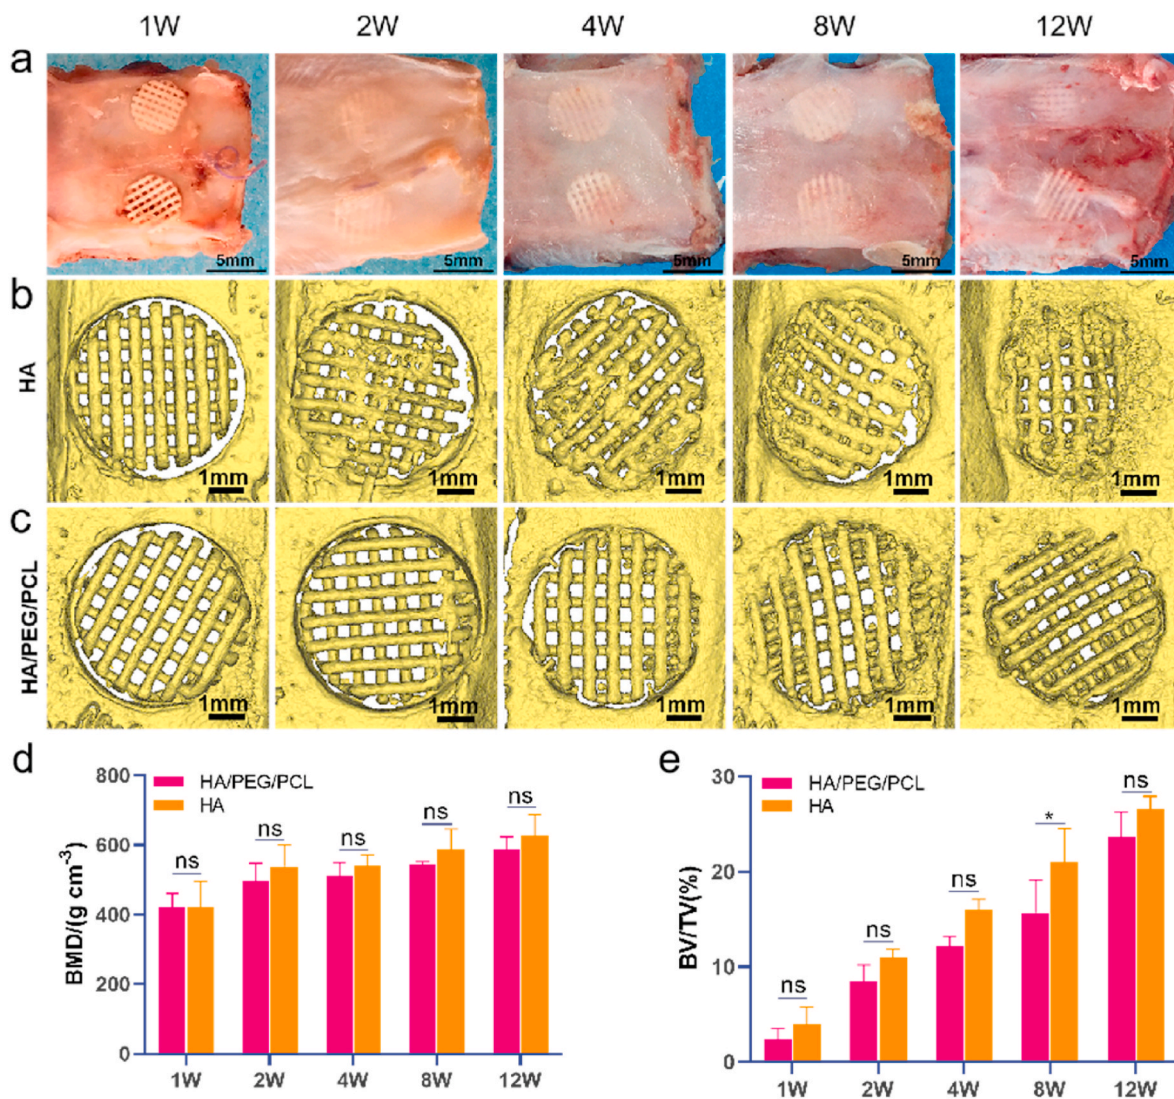 1W 2W 4W 8W 12W
a
5mm 5mm 5mm 5mm 5mm
b
HA
1mm 1mm 1mm 1mm 1mm
c
HA/PEG/PCL
1mm 1mm 1mm 1mm 1mm
d
BMD/(g cm⁻³)
800
600
400
200
0
HA/PEG/PCL
HA
ns ns ns ns ns
1W 2W 4W 8W 12W
e
BV/TV(%)
30
20
10
0
HA/PEG/PCL
HA
ns ns ns * ns
1W 2W 4W 8W 12W